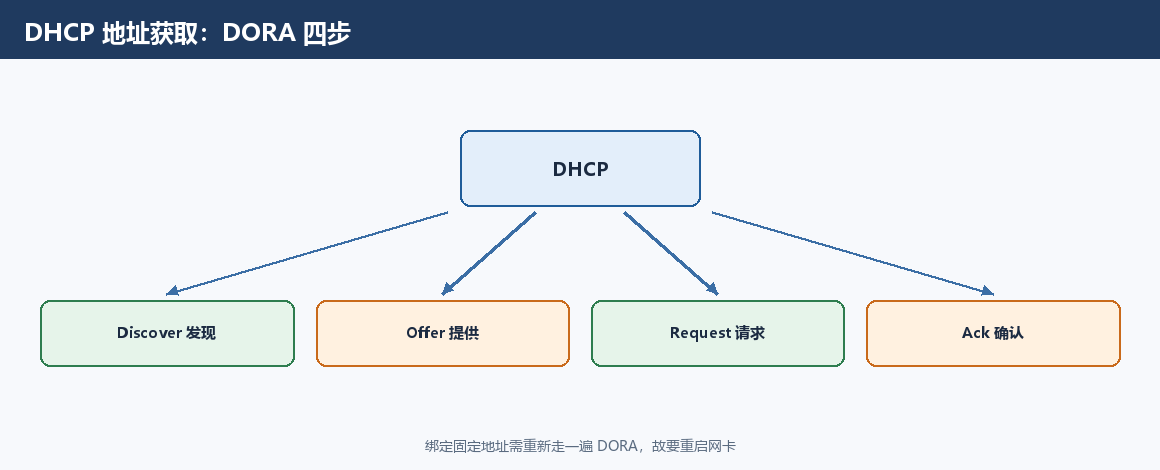 DHCP 地址获取：DORA 四步
DHCP
Discover 发现
Offer 提供
Request 请求
Ack 确认
绑定固定地址需重新走一遍 DORA，故要重启网卡